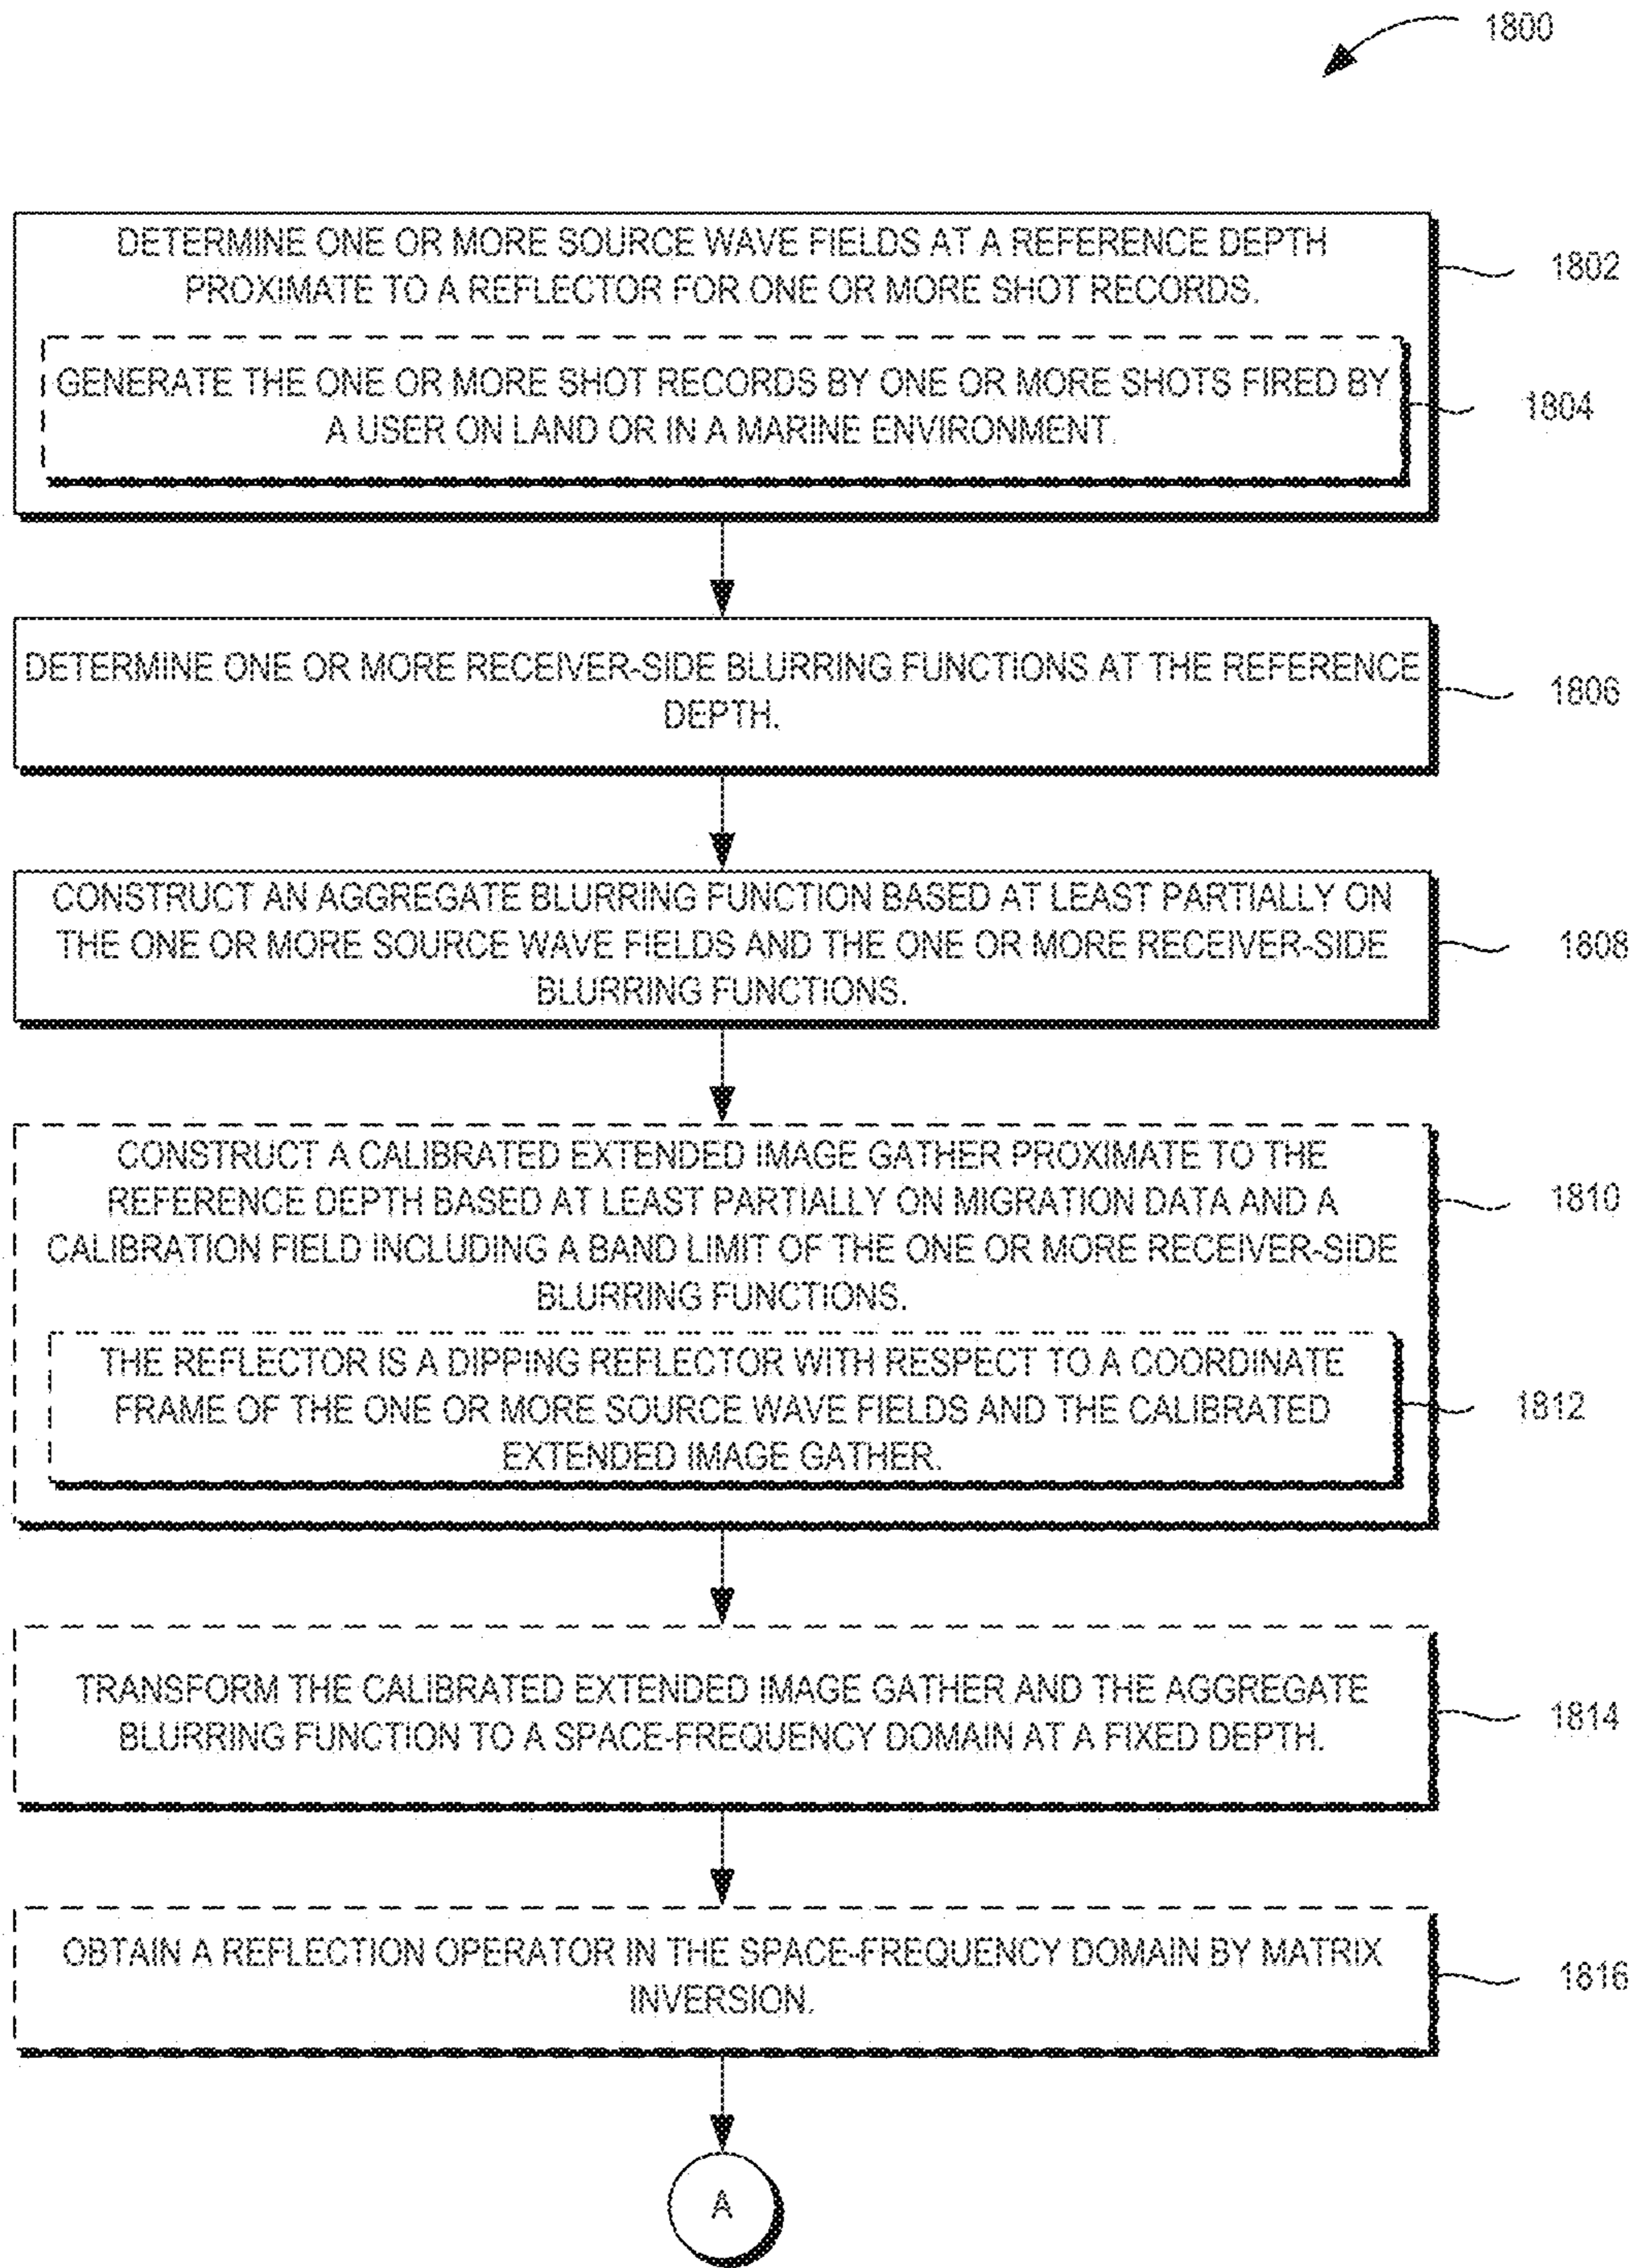 1800
DETERMINE ONE OR MORE SOURCE WAVE FIELDS AT A REFERENCE DEPTH
PROXIMATE TO A REFLECTOR FOR ONE OR MORE SHOT RECORDS.
1802
GENERATE THE ONE OR MORE SHOT RECORDS BY ONE OR MORE SHOTS FIRED BY
A USER ON LAND OR IN A MARINE ENVIRONMENT.
1804
DETERMINE ONE OR MORE RECEIVER-SIDE BLURRING FUNCTIONS AT THE REFERENCE
DEPTH.
1806
CONSTRUCT AN AGGREGATE BLURRING FUNCTION BASED AT LEAST PARTIALLY ON
THE ONE OR MORE SOURCE WAVE FIELDS AND THE ONE OR MORE RECEIVER-SIDE
BLURRING FUNCTIONS.
1808
CONSTRUCT A CALIBRATED EXTENDED IMAGE GATHER PROXIMATE TO THE
REFERENCE DEPTH BASED AT LEAST PARTIALLY ON MIGRATION DATA AND A
CALIBRATION FIELD INCLUDING A BAND LIMIT OF THE ONE OR MORE RECEIVER-SIDE
BLURRING FUNCTIONS.
1810
THE REFLECTOR IS A DIPPING REFLECTOR WITH RESPECT TO A COORDINATE
FRAME OF THE ONE OR MORE SOURCE WAVE FIELDS AND THE CALIBRATED
EXTENDED IMAGE GATHER.
1812
TRANSFORM THE CALIBRATED EXTENDED IMAGE GATHER AND THE AGGREGATE
BLURRING FUNCTION TO A SPACE-FREQUENCY DOMAIN AT A FIXED DEPTH.
1814
OBTAIN A REFLECTION OPERATOR IN THE SPACE-FREQUENCY DOMAIN BY MATRIX
INVERSION.
1816
A